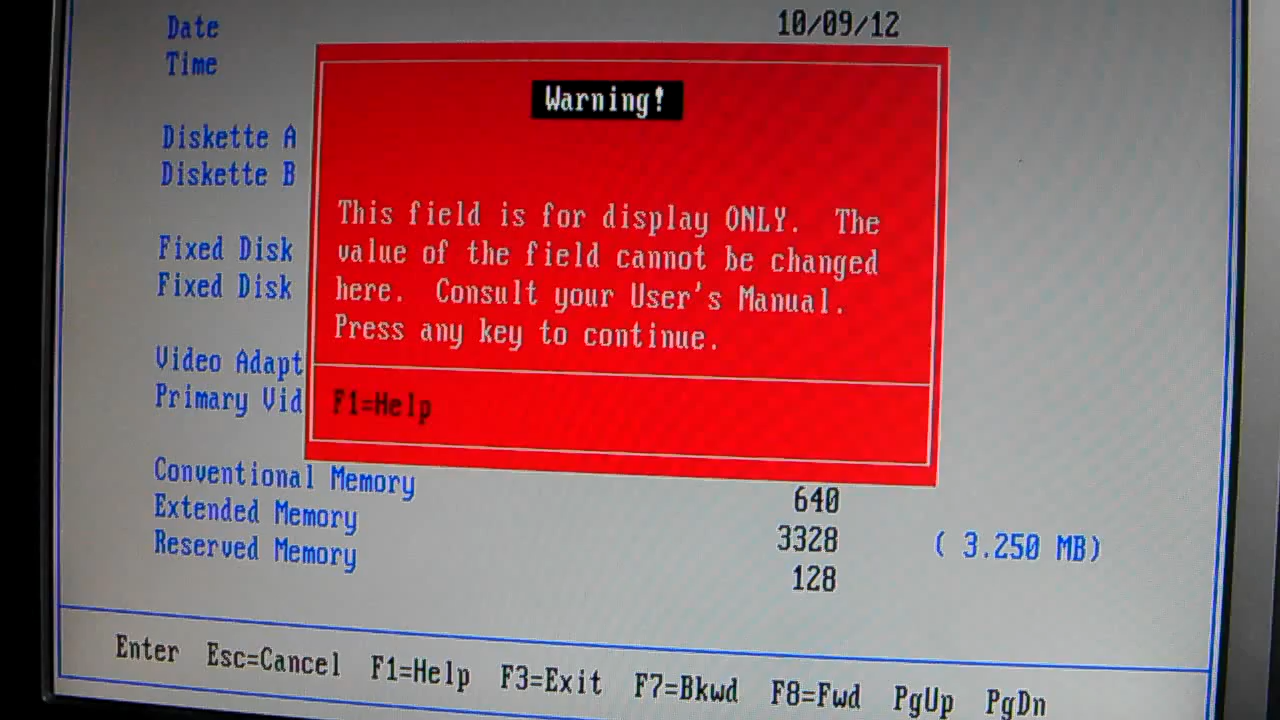 Date 10/09/12
Time
Warning!
Diskette A
Diskette B
This field is for display ONLY. The
value of the field cannot be changed
here. Consult your User's Manual.
Press any key to continue.
Fixed Disk
Fixed Disk
Video Adapt
Primary Vid
F1=Help
Conventional Memory 640
Extended Memory 3328 ( 3.250 MB)
Reserved Memory 128
Enter Esc=Cancel F1=Help F3=Exit F7=Bkwd F8=Fwd PgUp PgDn